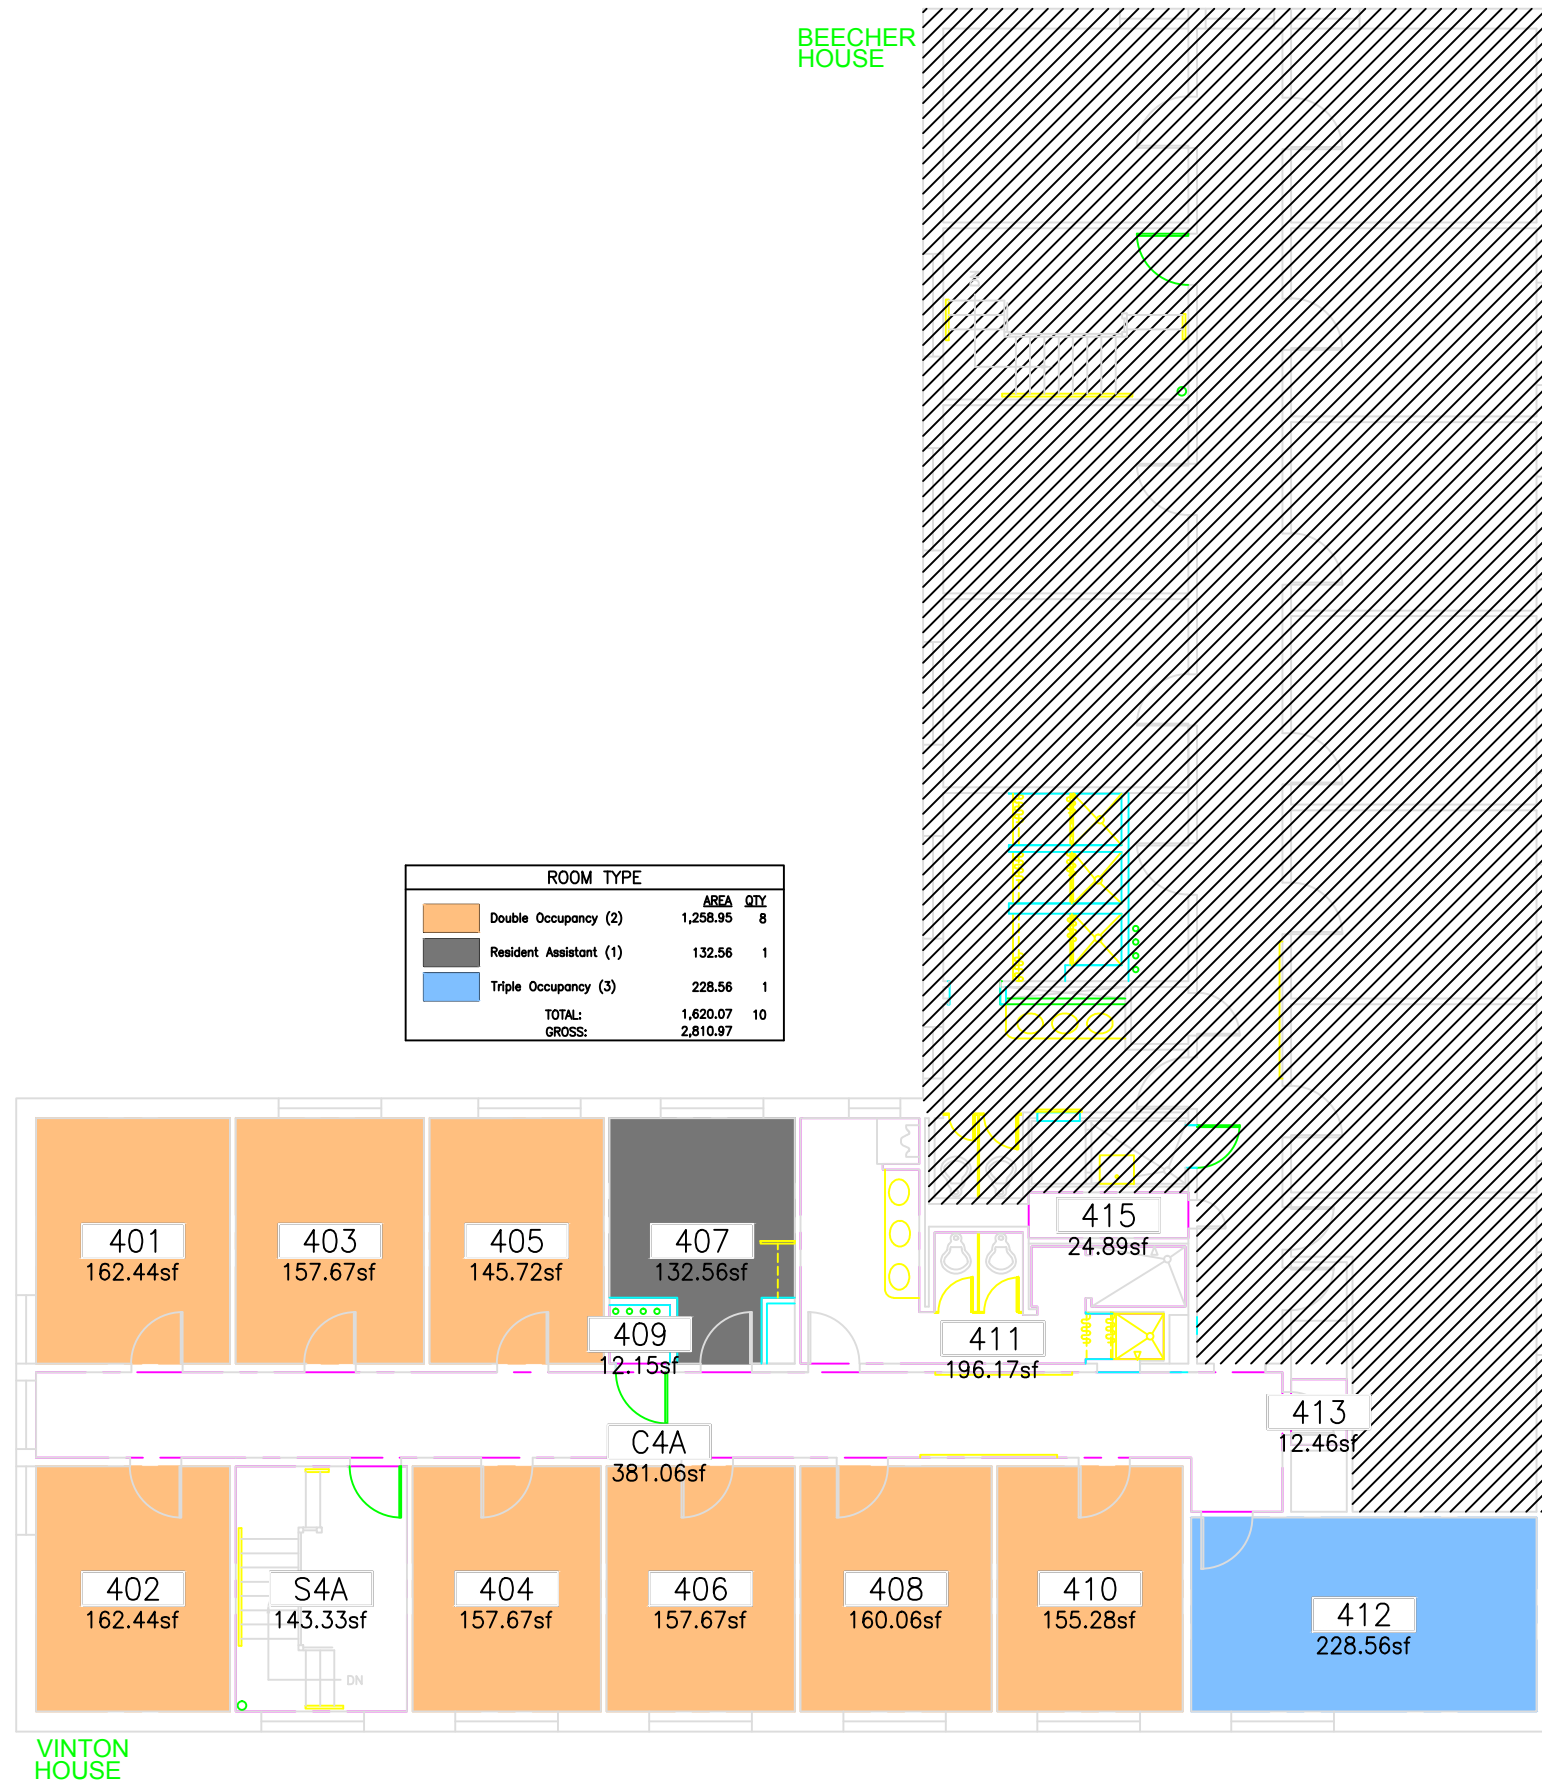 BEECHER
HOUSE
DN
ROOM TYPE
AREA QTY
Double Occupancy (2) 1,258.95 8
Resident Assistant (1) 132.56 1
Triple Occupancy (3) 228.56 1
TOTAL: 1,620.07 10
GROSS: 2,810.97
401
162.44sf
403
157.67sf
405
145.72sf
407
132.56sf
415
24.89sf
409
12.15sf
411
196.17sf
413
12.46sf
C4A
381.06sf
402
162.44sf
S4A
143.33sf
404
157.67sf
406
157.67sf
408
160.06sf
410
155.28sf
412
228.56sf
DN
VINTON
HOUSE